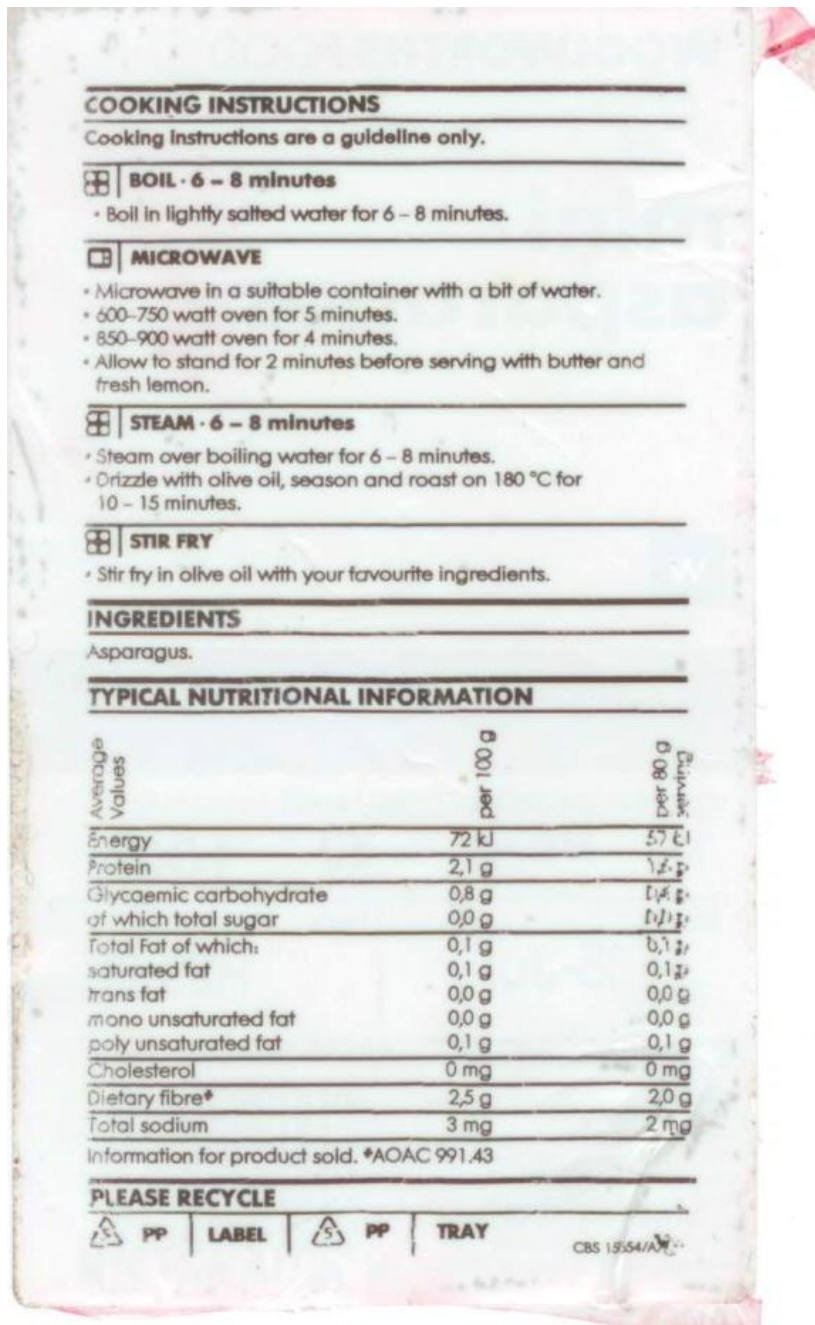 COOKING INSTRUCTIONS
Cooking instructions are a guideline only.
BOIL · 6 – 8 minutes
• Boil in lightly salted water for 6 – 8 minutes.
MICROWAVE
• Microwave in a suitable container with a bit of water.
• 600–750 watt oven for 5 minutes.
• 850–900 watt oven for 4 minutes.
• Allow to stand for 2 minutes before serving with butter and
fresh lemon.
STEAM · 6 – 8 minutes
• Steam over boiling water for 6 – 8 minutes.
• Drizzle with olive oil, season and roast on 180 °C for
10 – 15 minutes.
STIR FRY
• Stir fry in olive oil with your favourite ingredients.
INGREDIENTS
Asparagus.
TYPICAL NUTRITIONAL INFORMATION
Average
Values
per 100 g
per 80 g
serving
Energy 72 kJ 57 kJ
Protein 2,1 g
Glycaemic carbohydrate 0,8 g
of which total sugar 0,0 g
Total Fat of which: 0,1 g 0,1 g
saturated fat 0,1 g 0,1 g
trans fat 0,0 g 0,0 g
mono unsaturated fat 0,0 g 0,0 g
poly unsaturated fat 0,1 g 0,1 g
Cholesterol 0 mg 0 mg
Dietary fibre# 2,5 g 2,0 g
Total sodium 3 mg 2 mg
Information for product sold. #AOAC 991.43
PLEASE RECYCLE
5 PP LABEL 5 PP TRAY
CBS